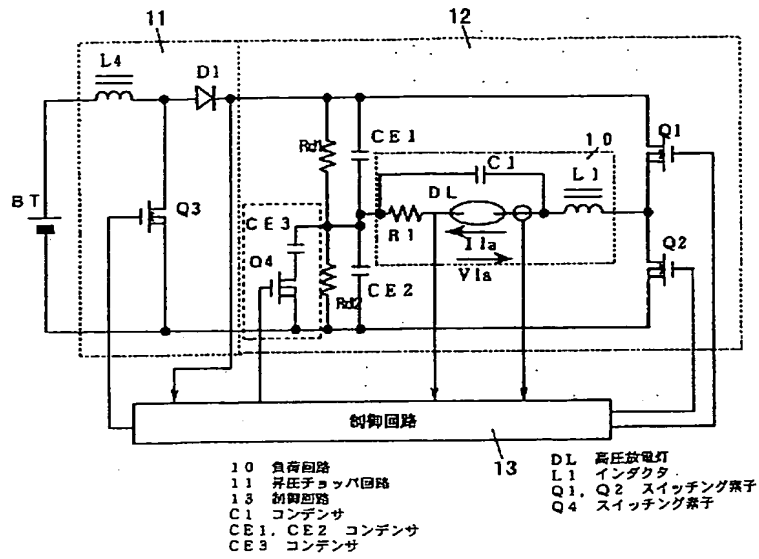 11
12
L4
D1
BT
Q3
Rd1
CE1
10
C1
DL
L1
Q1
CE3
Q4
R1
I1a
V1a
Q2
Rd2
CE2
制御回路
13
10 負荷回路
11 昇圧チョッパ回路
13 制御回路
C1 コンデンサ
CE1, CE2 コンデンサ
CE3 コンデンサ
DL 高圧放電灯
L1 インダクタ
Q1, Q2 スイッチング素子
Q4 スイッチング素子